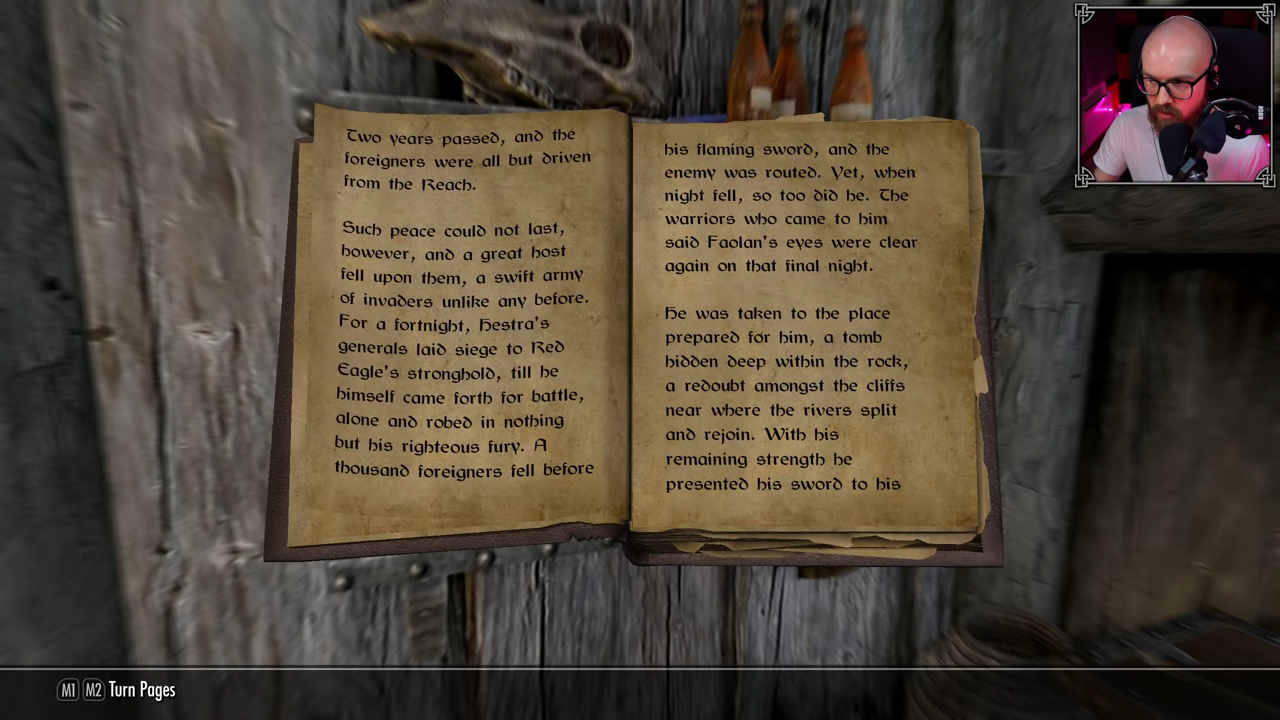 Two years passed, and the
foreigners were all but driven
from the Reach.
Such peace could not last,
however, and a great host
fell upon them, a swift army
of invaders unlike any before.
For a fortnight, Hestra's
generals laid siege to Red
Eagle's stronghold, till he
himself came forth for battle,
alone and robed in nothing
but his righteous fury. A
thousand foreigners fell before
his flaming sword, and the
enemy was routed. Yet, when
night fell, so too did he. The
warriors who came to him
said Faolan's eyes were clear
again on that final night.
He was taken to the place
prepared for him, a tomb
hidden deep within the rock,
a redoubt amongst the cliffs
near where the rivers split
and rejoin. With his
remaining strength he
presented his sword to his
M1 M2 Turn Pages